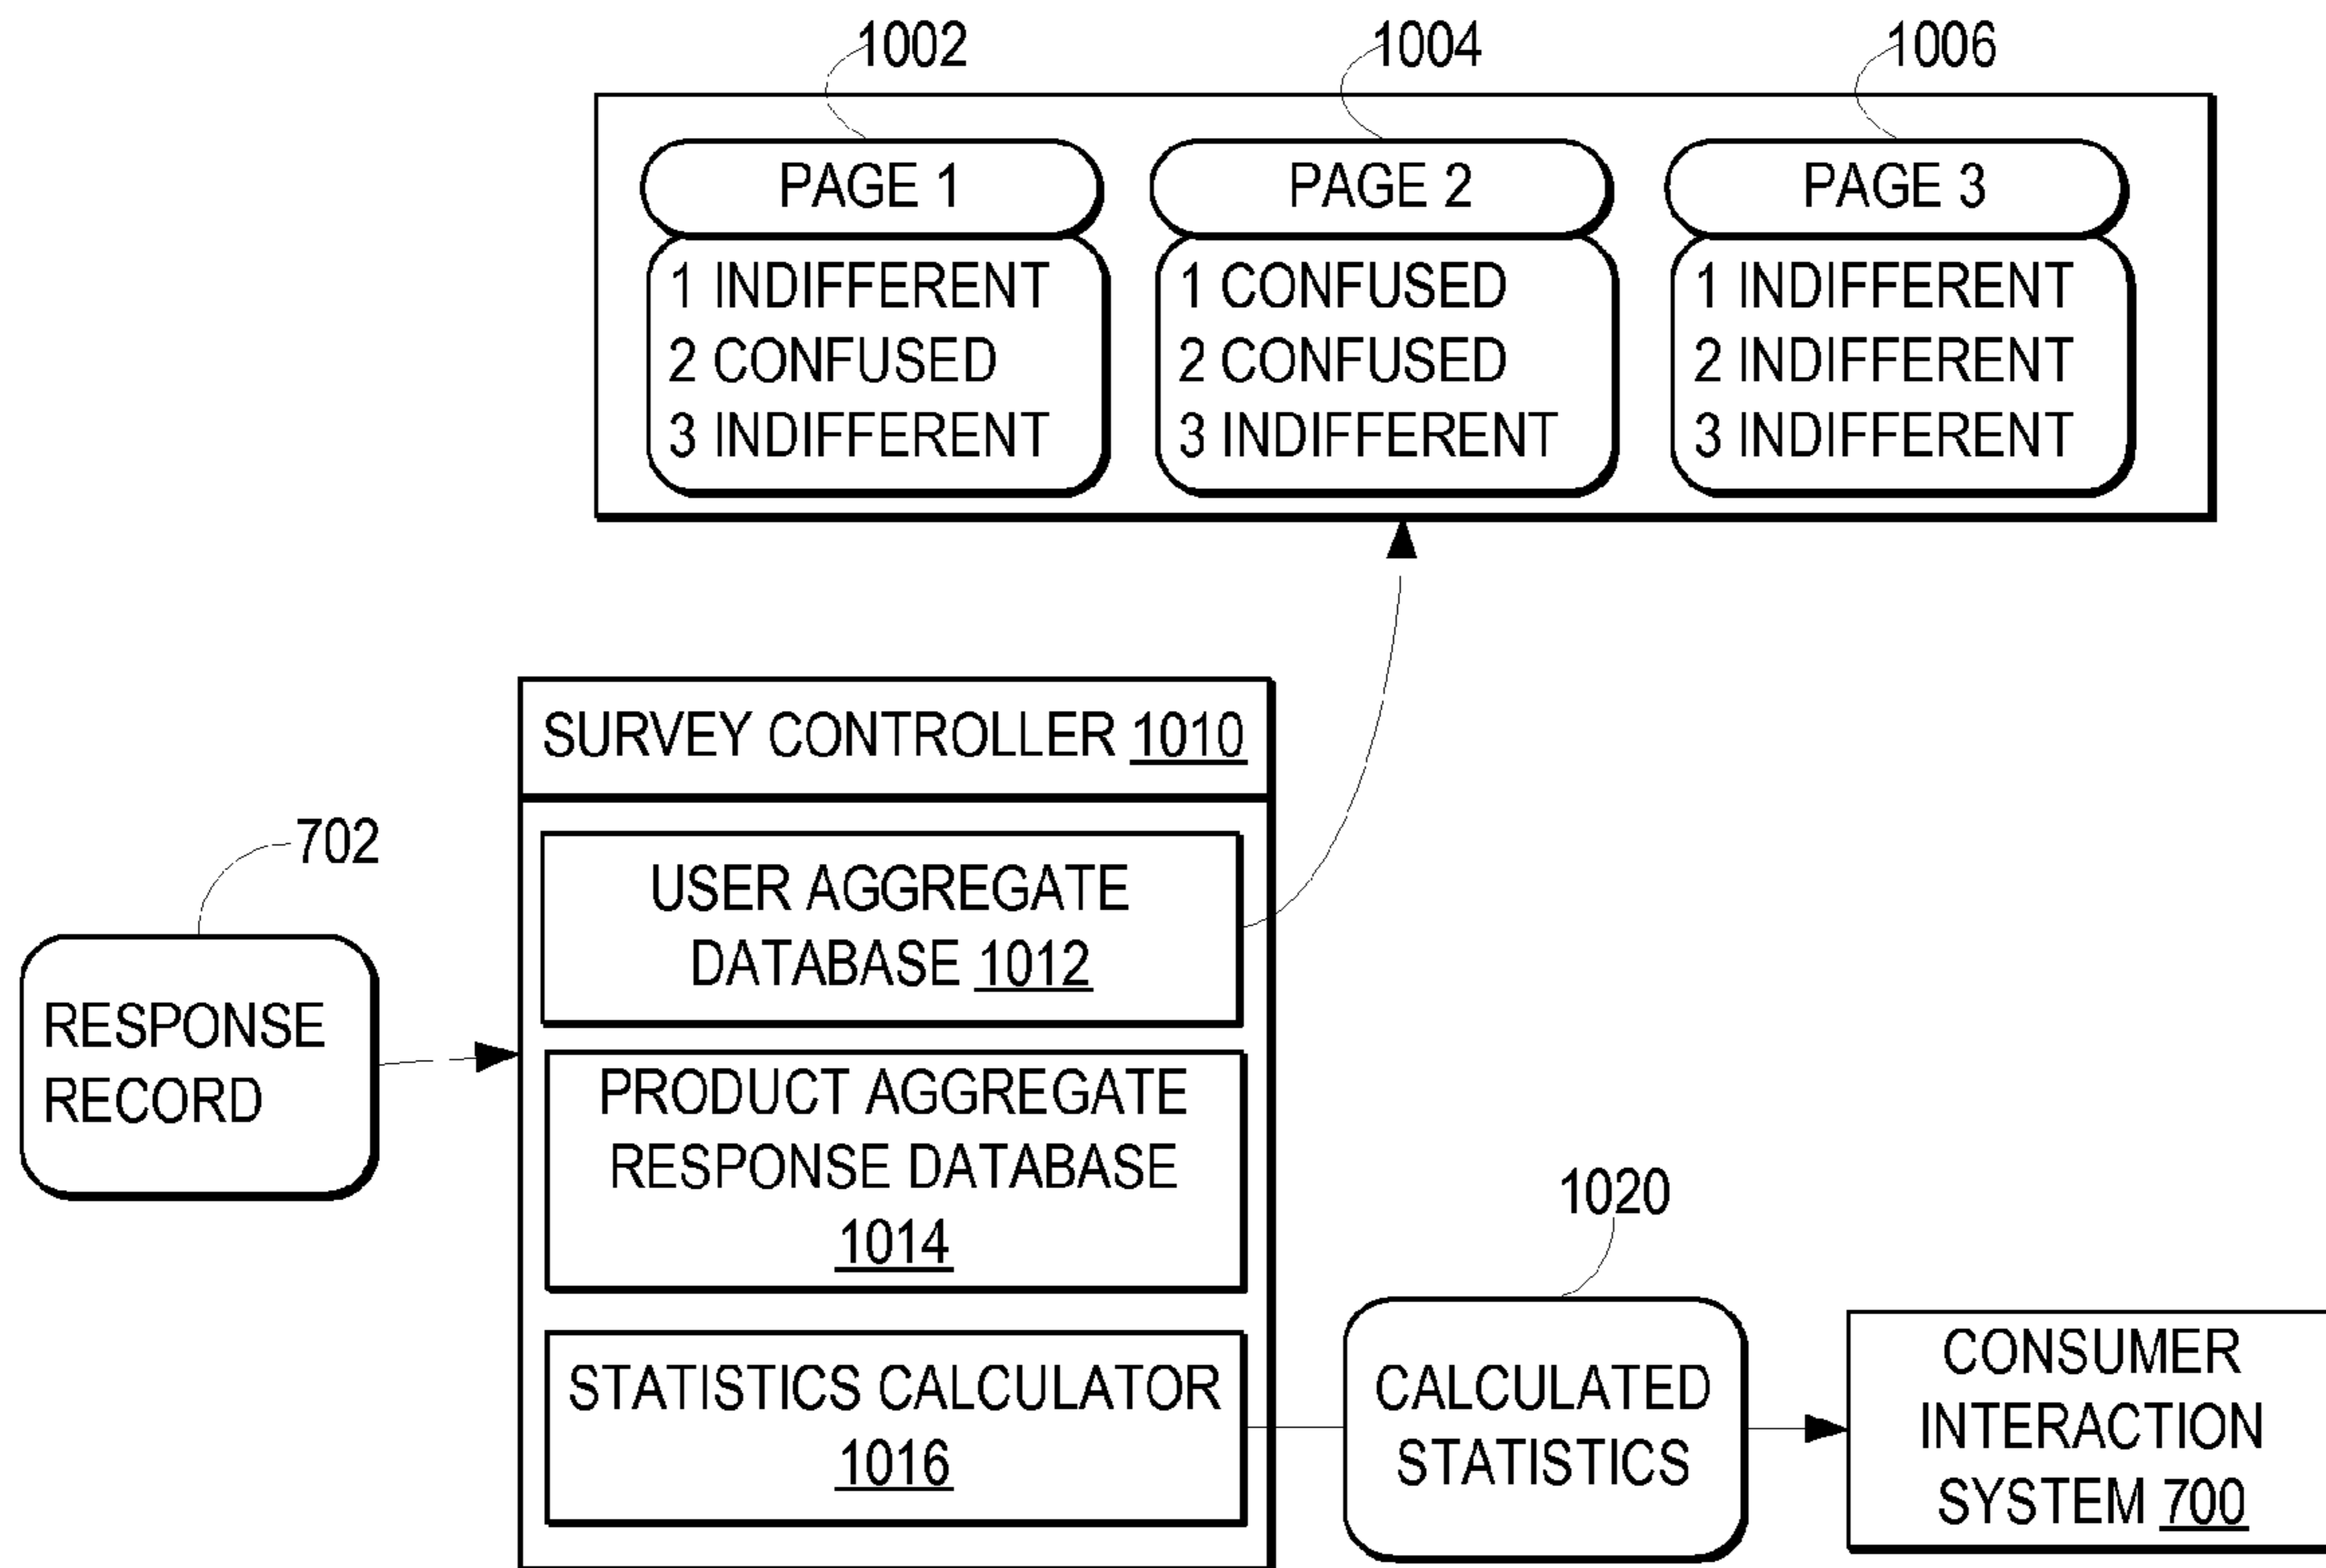 1002
1004
1006
PAGE 1
1 INDIFFERENT
2 CONFUSED
3 INDIFFERENT
PAGE 2
1 CONFUSED
2 CONFUSED
3 INDIFFERENT
PAGE 3
1 INDIFFERENT
2 INDIFFERENT
3 INDIFFERENT
702
RESPONSE
RECORD
SURVEY CONTROLLER 1010
USER AGGREGATE
DATABASE 1012
PRODUCT AGGREGATE
RESPONSE DATABASE
1014
STATISTICS CALCULATOR
1016
1020
CALCULATED
STATISTICS
CONSUMER
INTERACTION
SYSTEM 700